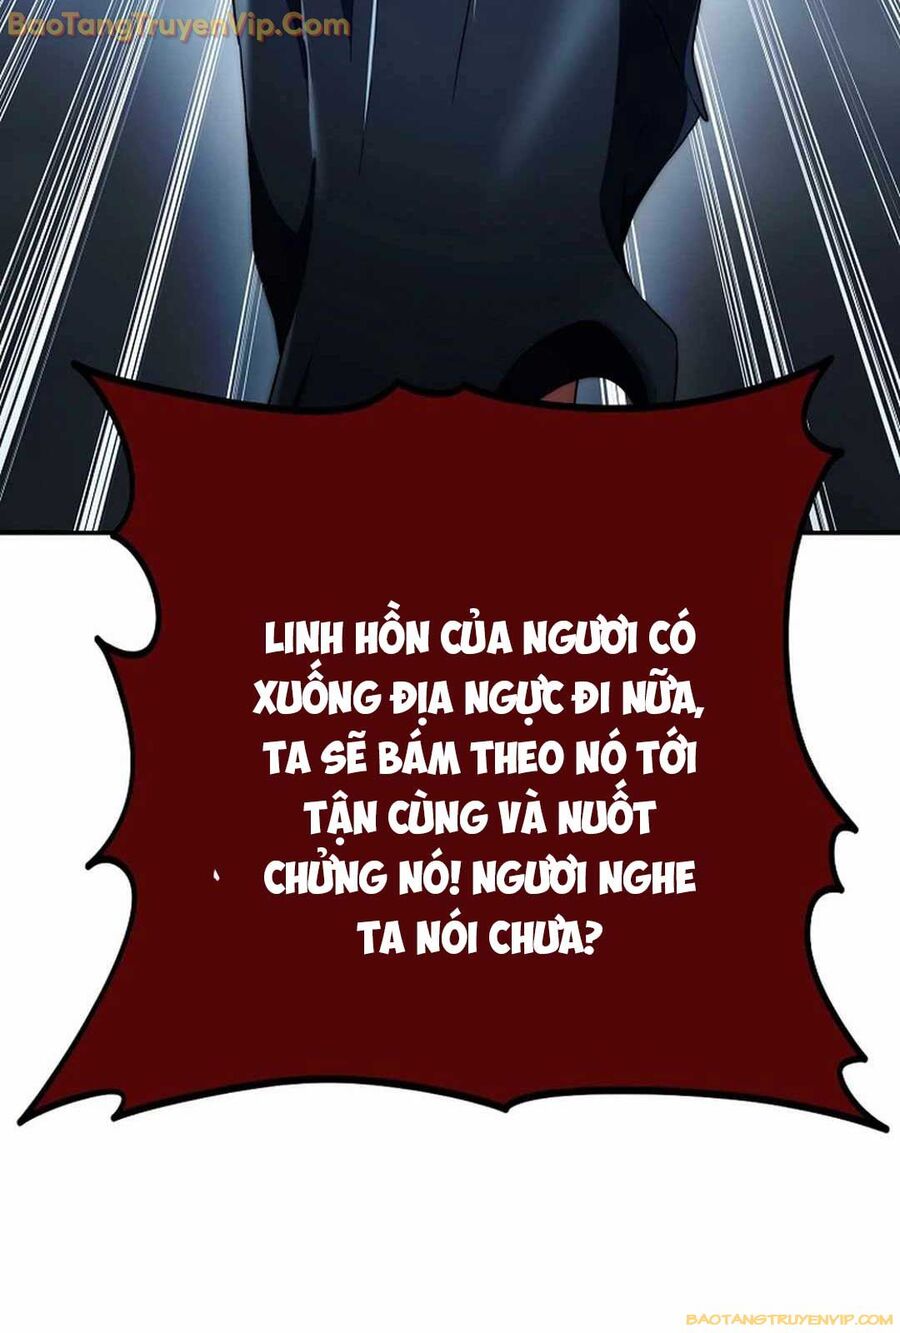 BaoTangTruyenVip.Com
LINH HỒN CỦA NGƯƠI CÓ
XUỐNG ĐỊA NGỰC ĐI NỮA,
TA SẼ BÁM THEO NÓ TỚI
TẬN CÙNG VÀ NUỐT
CHỬNG NÓ! NGƯƠI NGHE
TA NÓI CHƯA?
BAOTANGTRUYENVIP.COM